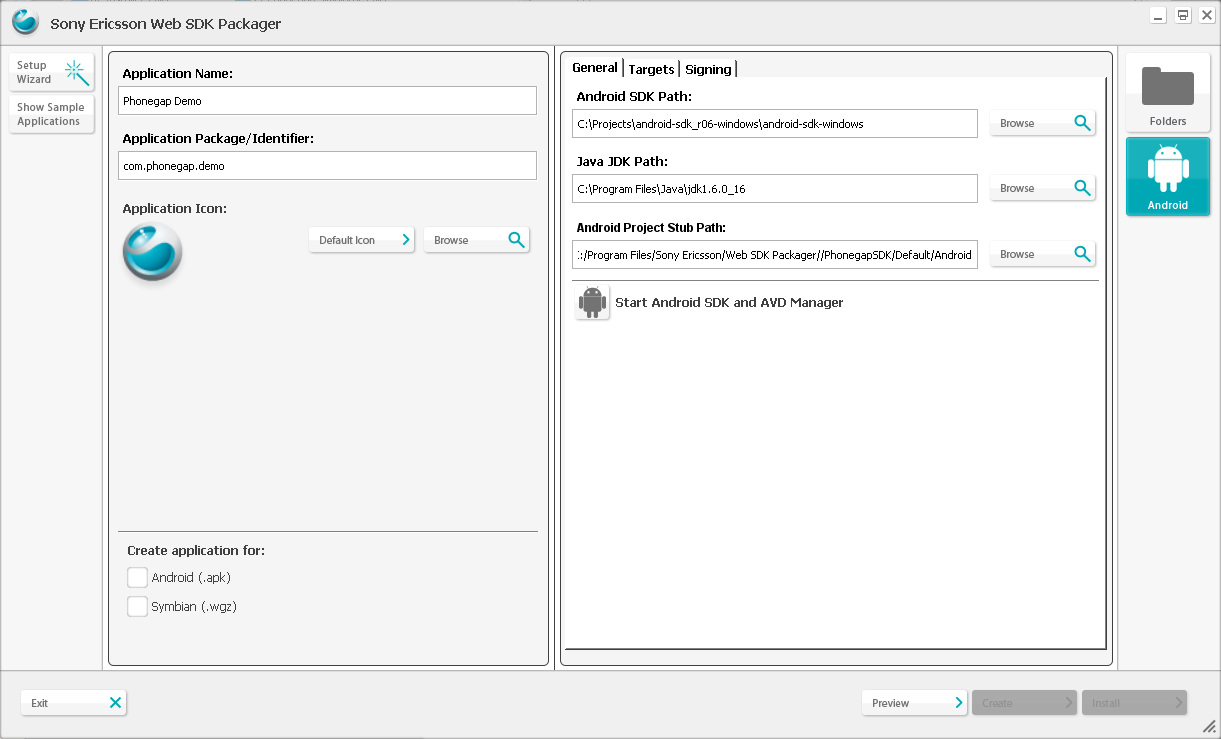 Sony Ericsson Web SDK Packager
Setup
Wizard
Show Sample
Applications
Application Name:
Phonegap Demo
Application Package/Identifier:
com.phonegap.demo
Application Icon:
Default Icon
Browse
Create application for:
Android (.apk)
Symbian (.wgz)
General
Targets
Signing
Android SDK Path:
C:\Projects\android-sdk_r06-windows\android-sdk-windows
Browse
Java JDK Path:
C:\Program Files\Java\jdk1.6.0_16
Browse
Android Project Stub Path:
:/Program Files/Sony Ericsson/Web SDK Packager//PhonegapSDK/Default/Android
Browse
Start Android SDK and AVD Manager
Folders
Android
Exit
Preview
Create
Install